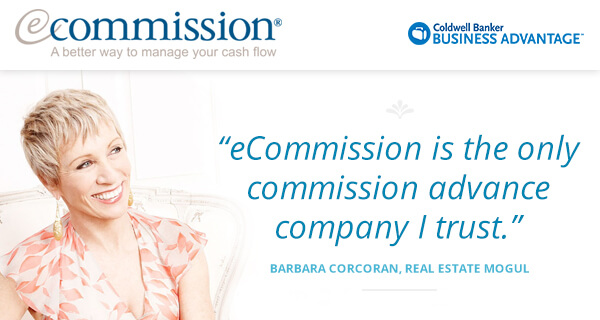 ecommission®
A better way to manage your cash flow
Coldwell Banker
BUSINESS ADVANTAGE™
“eCommission is the only
commission advance
company I trust.”
BARBARA CORCORAN, REAL ESTATE MOGUL